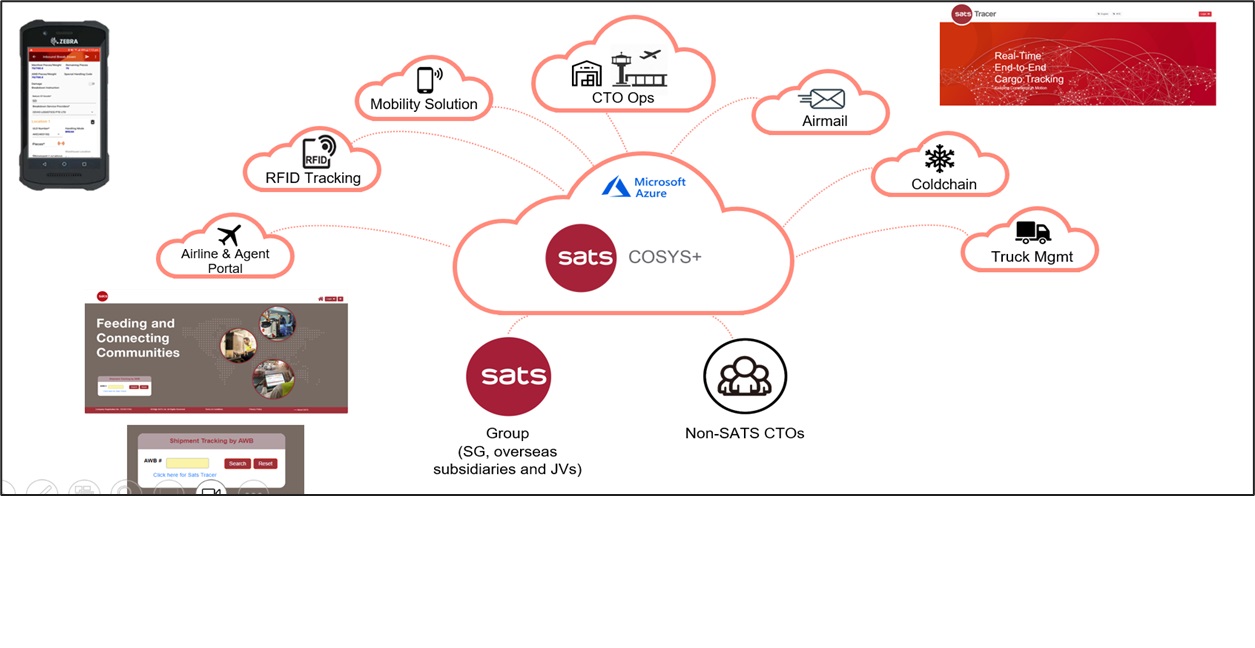 ZEBRA
Mobility Solution
CTO Ops
Airmail
RFID
RFID Tracking
Coldchain
Airline & Agent
Portal
Truck Mgmt
Microsoft
Azure
sats
COSYS+
sats Tracer
Real-Time
End-to-End
Cargo Tracking
sats
Feeding and
Connecting
Communities
Shipment Tracking by AWB
AWB #
Search
Reset
Click here for Sats Tracer
sats
Group
(SG, overseas
subsidiaries and JVs)
Non-SATS CTOs